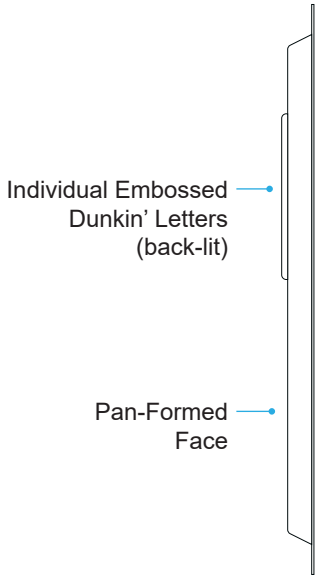 Individual Embossed
Dunkin’ Letters
(back-lit)
Pan-Formed
Face